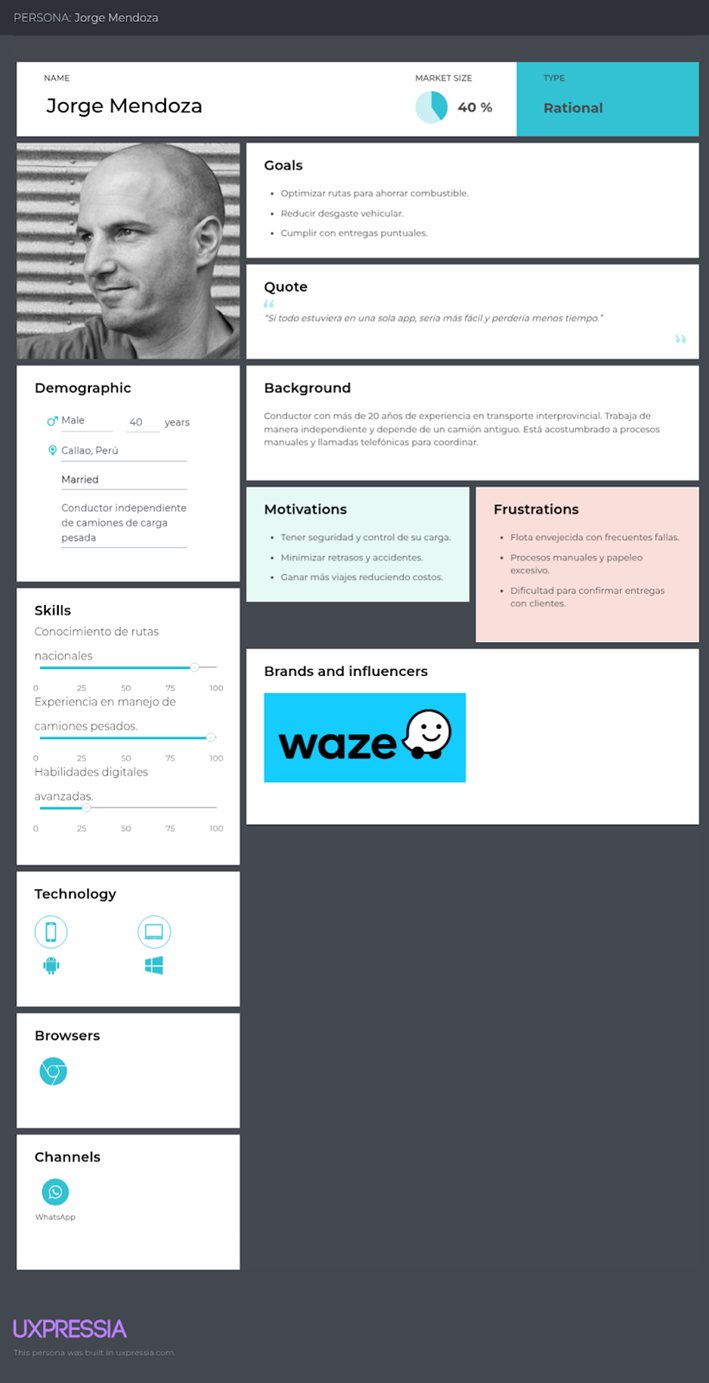 PERSONA: Jorge Mendoza
NAME
Jorge Mendoza
MARKET SIZE
40 %
TYPE
Rational
Goals
• Optimizar rutas para ahorrar combustible.
• Reducir desgaste vehicular.
• Cumplir con entregas puntuales.
Quote
“
“Si todo estuviera en una sola app, sería más fácil y perdería menos tiempo.”
”
Demographic
Male
40 years
Callao, Perú
Married
Conductor independiente
de camiones de carga
pesada
Background
Conductor con más de 20 años de experiencia en transporte interprovincial. Trabaja de
manera independiente y depende de un camión antiguo. Está acostumbrado a procesos
manuales y llamadas telefónicas para coordinar.
Motivations
• Tener seguridad y control de su carga.
• Minimizar retrasos y accidentes.
• Ganar más viajes reduciendo costos.
Frustrations
• Flota envejecida con frecuentes fallas.
• Procesos manuales y papeleo
excesivo.
• Dificultad para confirmar entregas
con clientes.
Skills
Conocimiento de rutas
nacionales
0 25 50 75 100
Experiencia en manejo de
camiones pesados.
0 25 50 75 100
Habilidades digitales
avanzadas.
0 25 50 75 100
Brands and influencers
waze
Technology
Browsers
Channels
WhatsApp
UXPRESSIA
This persona was built in uxpressia.com